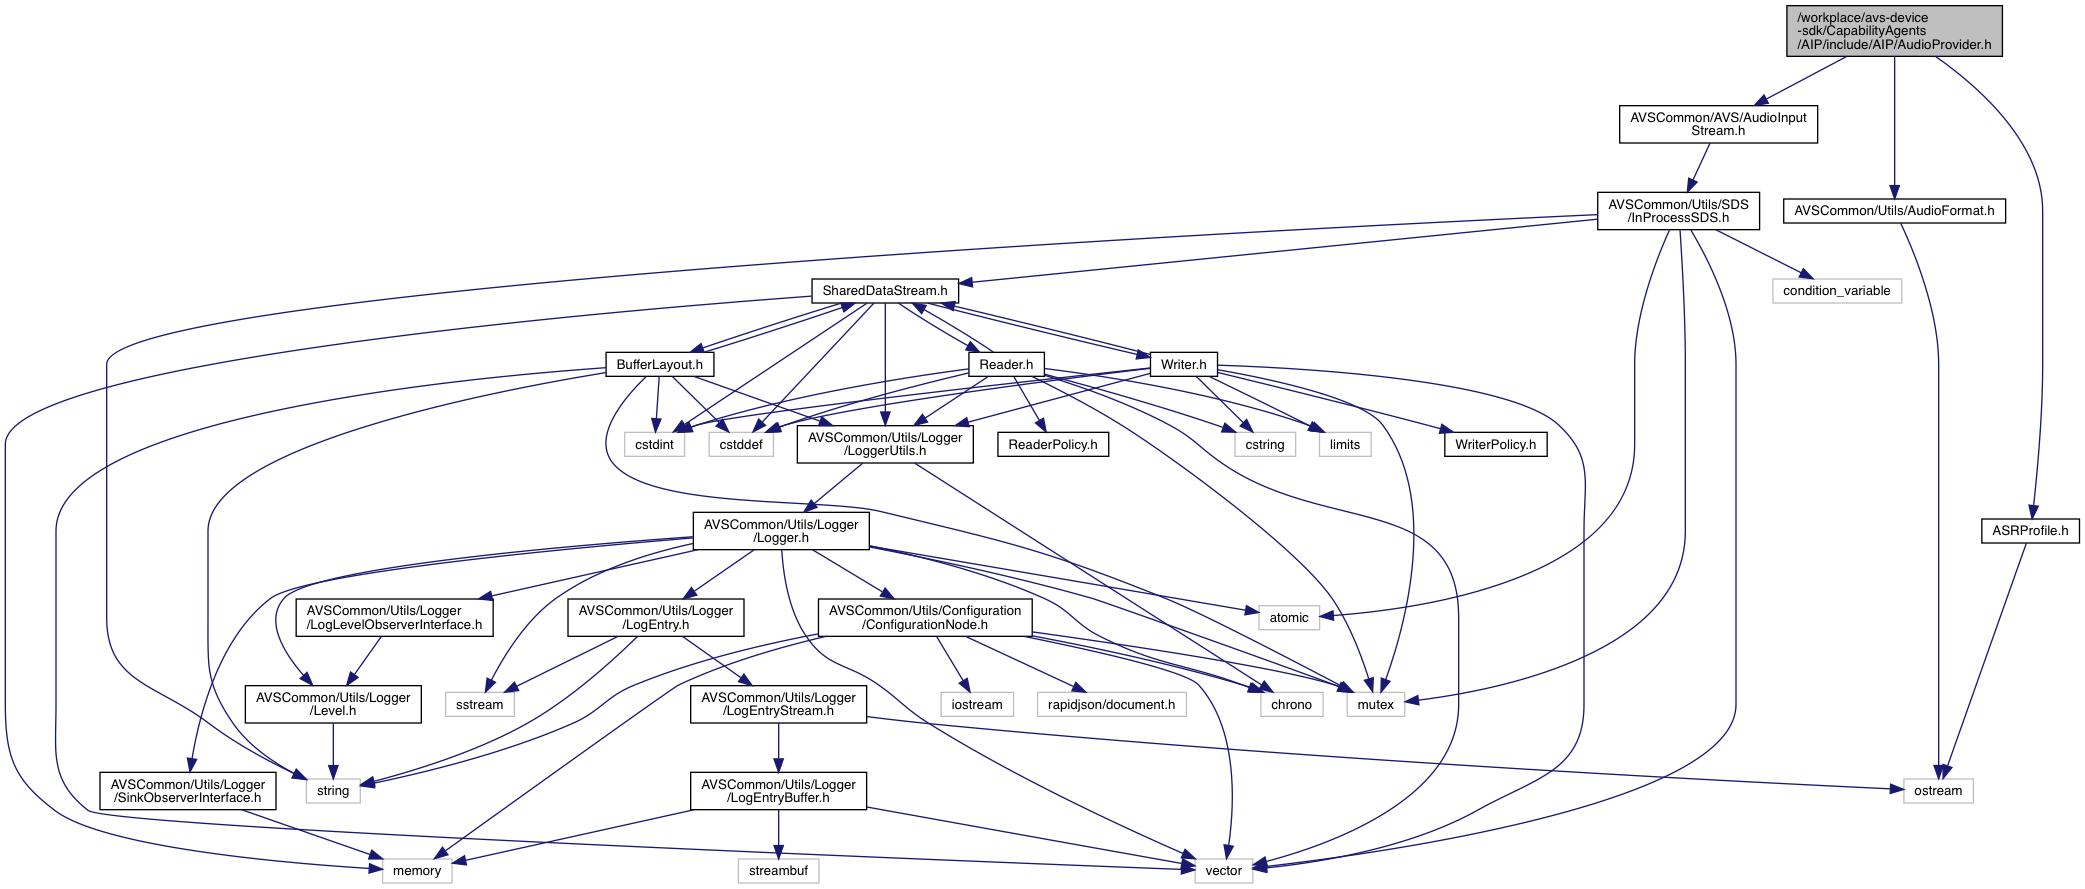 /workplace/avs-device
-sdk/CapabilityAgents
/AIP/include/AIP/AudioProvider.h
AVSCommon/AVS/AudioInput
Stream.h
AVSCommon/Utils/SDS
/InProcessSDS.h
AVSCommon/Utils/AudioFormat.h
SharedDataStream.h
condition_variable
BufferLayout.h
Reader.h
Writer.h
cstdint
cstddef
AVSCommon/Utils/Logger
/LoggerUtils.h
ReaderPolicy.h
cstring
limits
WriterPolicy.h
AVSCommon/Utils/Logger
/Logger.h
ASRProfile.h
AVSCommon/Utils/Logger
/LogLevelObserverInterface.h
AVSCommon/Utils/Logger
/LogEntry.h
AVSCommon/Utils/Configuration
/ConfigurationNode.h
atomic
AVSCommon/Utils/Logger
/Level.h
sstream
AVSCommon/Utils/Logger
/LogEntryStream.h
iostream
rapidjson/document.h
chrono
mutex
AVSCommon/Utils/Logger
/SinkObserverInterface.h
string
AVSCommon/Utils/Logger
/LogEntryBuffer.h
ostream
memory
streambuf
vector